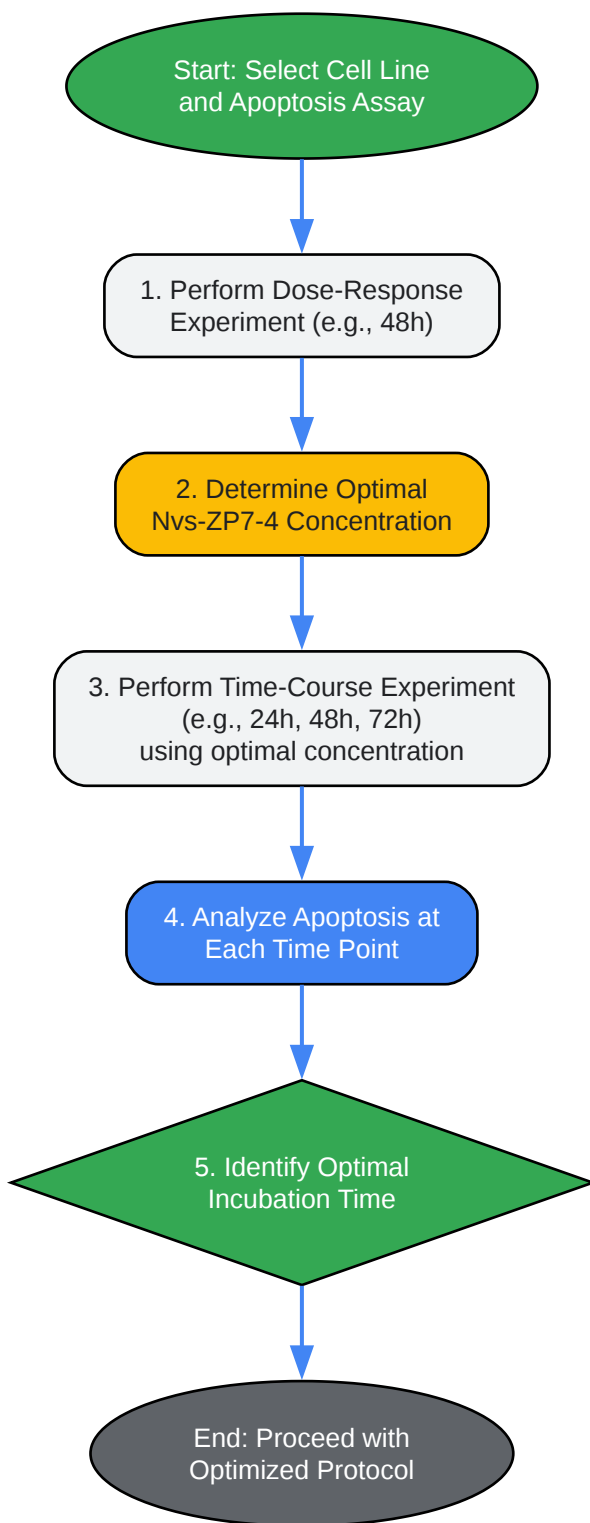 Start: Select Cell Line
and Apoptosis Assay
1. Perform Dose-Response
Experiment (e.g., 48h)
2. Determine Optimal
Nvs-ZP7-4 Concentration
3. Perform Time-Course Experiment
(e.g., 24h, 48h, 72h)
using optimal concentration
4. Analyze Apoptosis at
Each Time Point
5. Identify Optimal
Incubation Time
End: Proceed with
Optimized Protocol